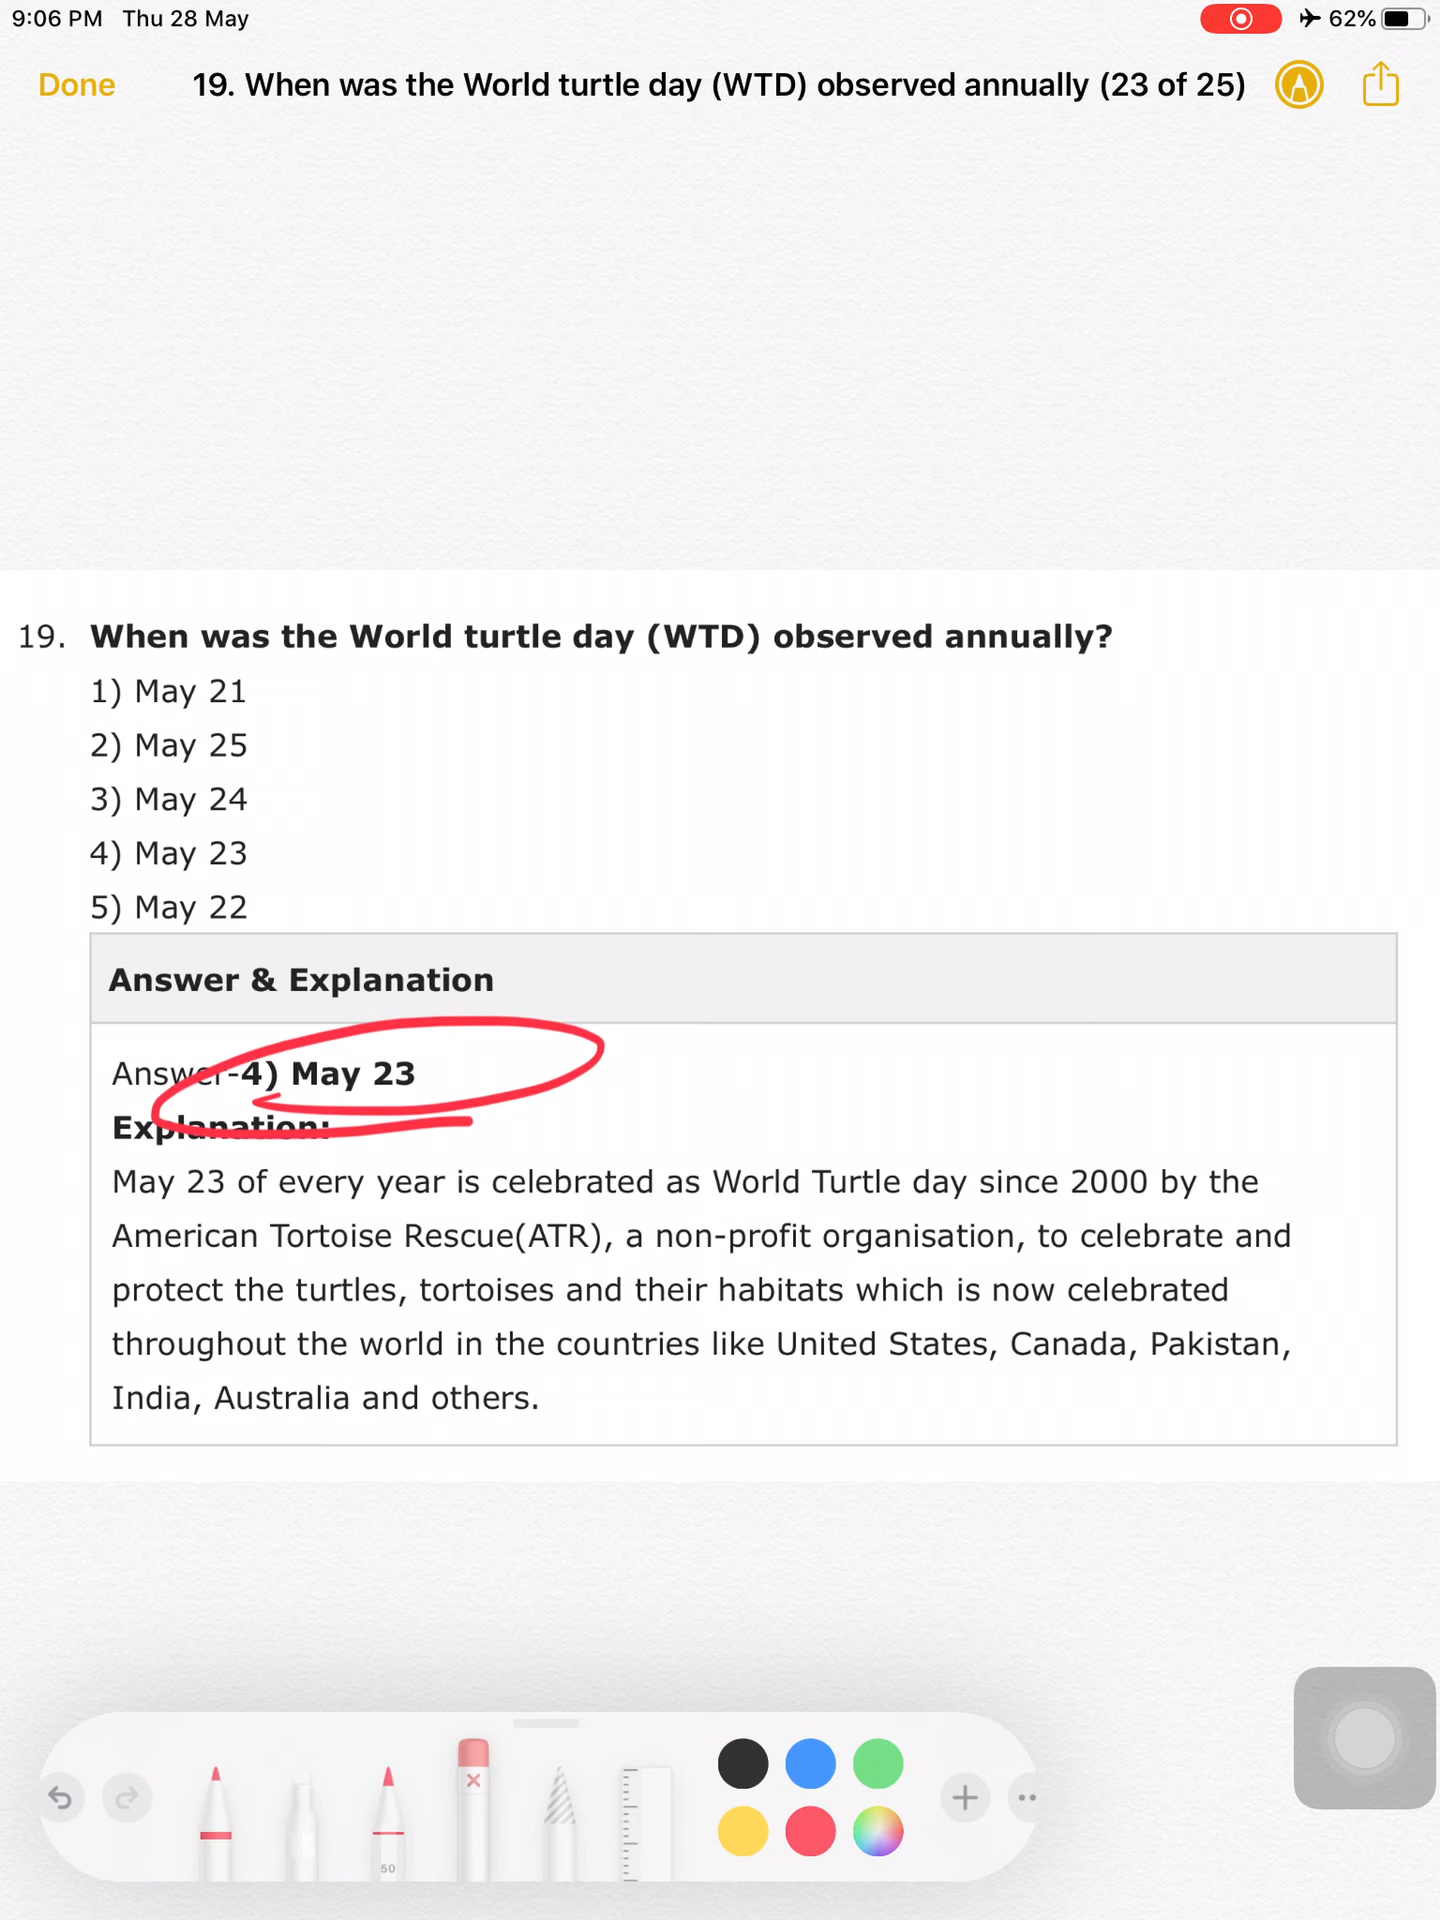 9:06 PM Thu 28 May 62%
Done 19. When was the World turtle day (WTD) observed annually (23 of 25)
19. When was the World turtle day (WTD) observed annually?
1) May 21
2) May 25
3) May 24
4) May 23
5) May 22
Answer & Explanation
Answer-4) May 23
Explanation:
May 23 of every year is celebrated as World Turtle day since 2000 by the
American Tortoise Rescue(ATR), a non-profit organisation, to celebrate and
protect the turtles, tortoises and their habitats which is now celebrated
throughout the world in the countries like United States, Canada, Pakistan,
India, Australia and others.
50